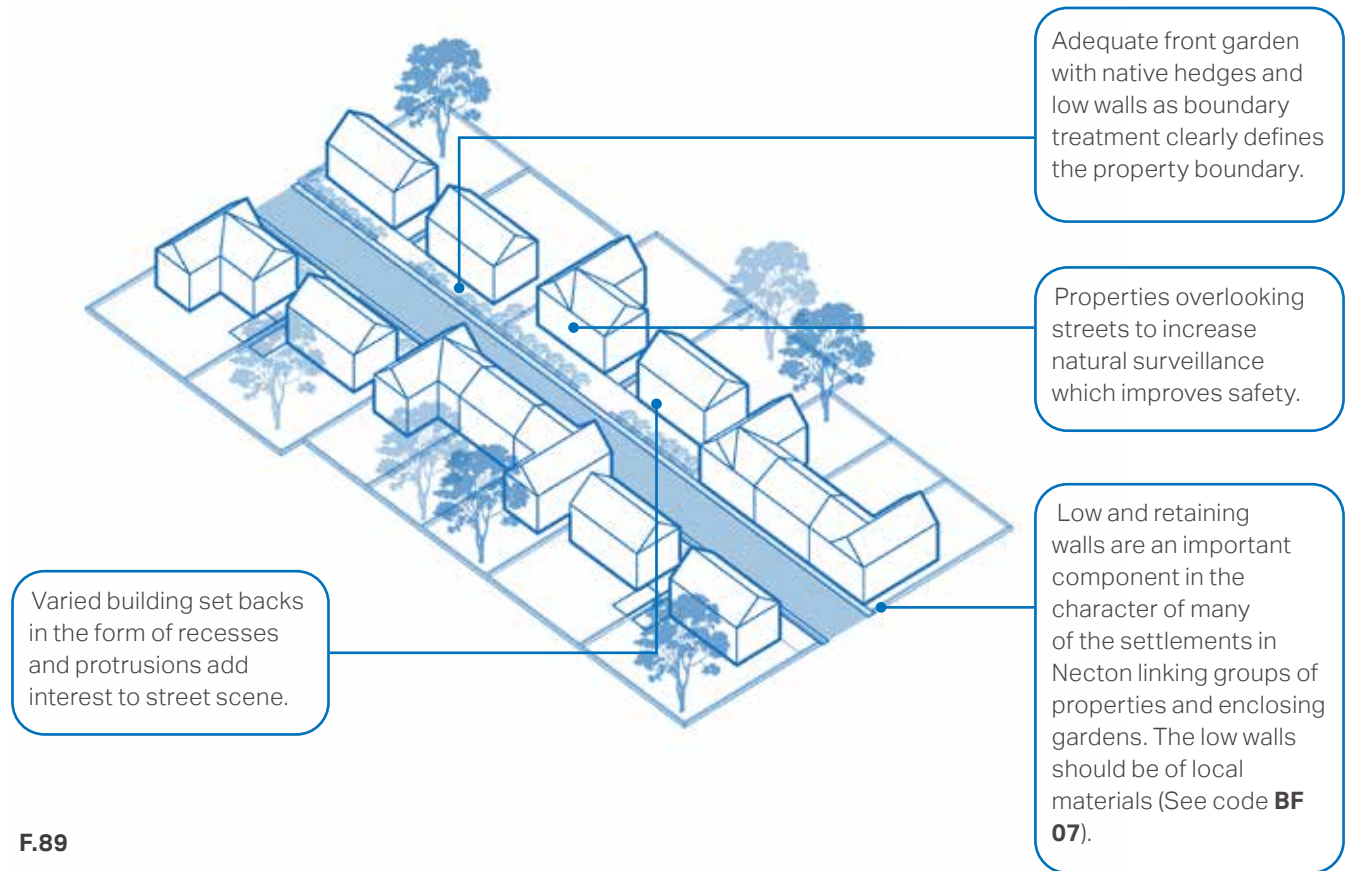 Adequate front garden
with native hedges and
low walls as boundary
treatment clearly defines
the property boundary.
Properties overlooking
streets to increase
natural surveillance
which improves safety.
Low and retaining
walls are an important
component in the
character of many
of the settlements in
Necton linking groups of
properties and enclosing
gardens. The low walls
should be of local
materials (See code BF
07).
Varied building set backs
in the form of recesses
and protrusions add
interest to street scene.
F.89